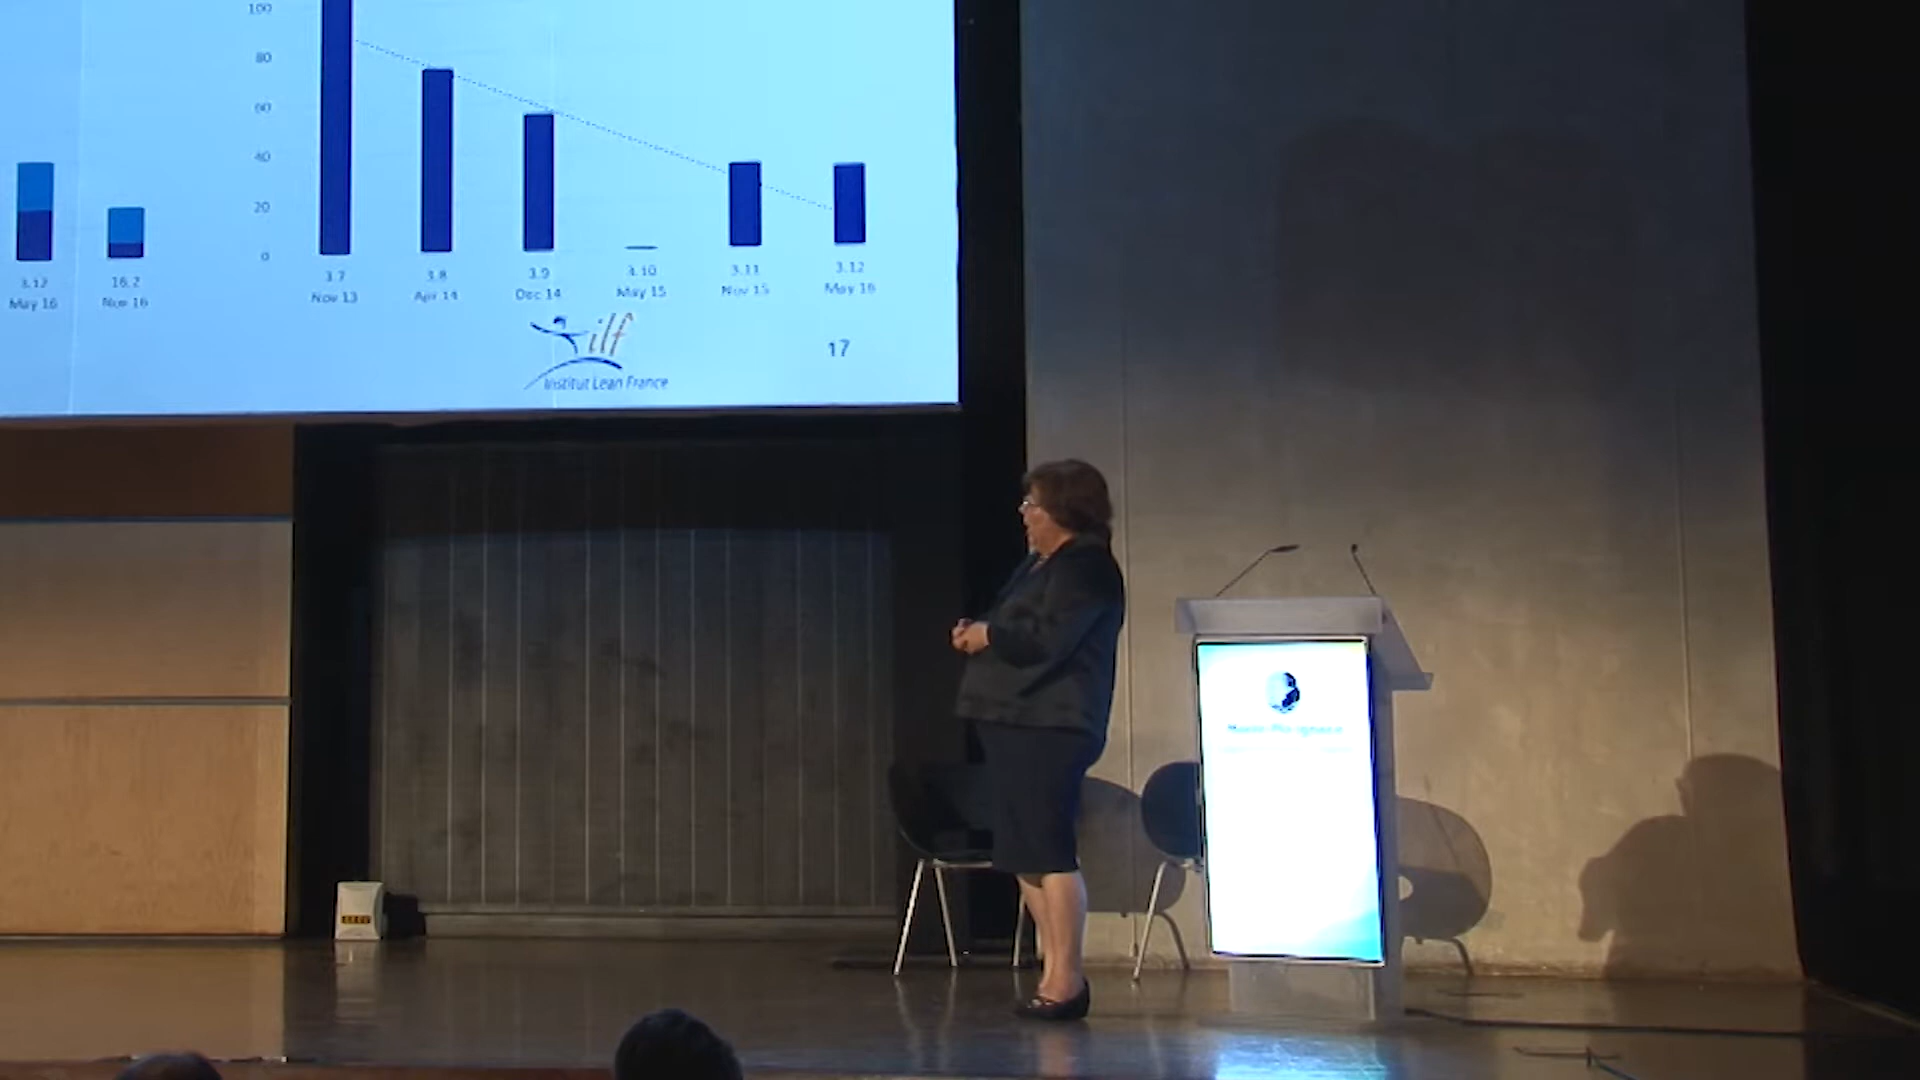 100
80
60
40
20
0
3.12
May 16
16.2
Nov 16
3.7
Nov 13
3.8
Apr 14
3.9
Dec 14
3.10
May 15
3.11
Nov 15
3.12
May 16
ilf
Institut Lean France
17